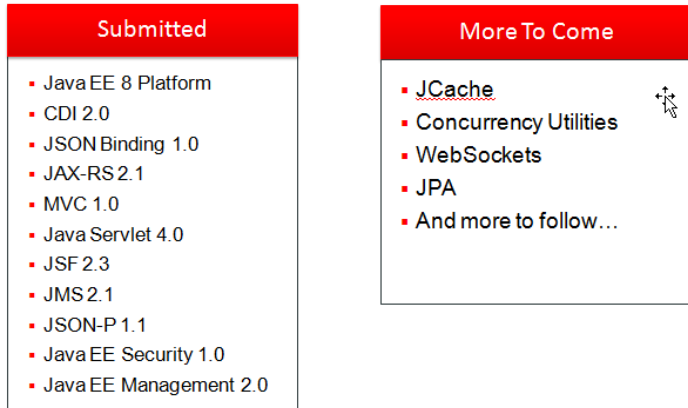 Submitted
Java EE 8 Platform
CDI 2.0
JSON Binding 1.0
JAX-RS 2.1
MVC 1.0
Java Servlet 4.0
JSF 2.3
JMS 2.1
JSON-P 1.1
Java EE Security 1.0
Java EE Management 2.0
More To Come
JCache
Concurrency Utilities
WebSockets
JPA
And more to follow…